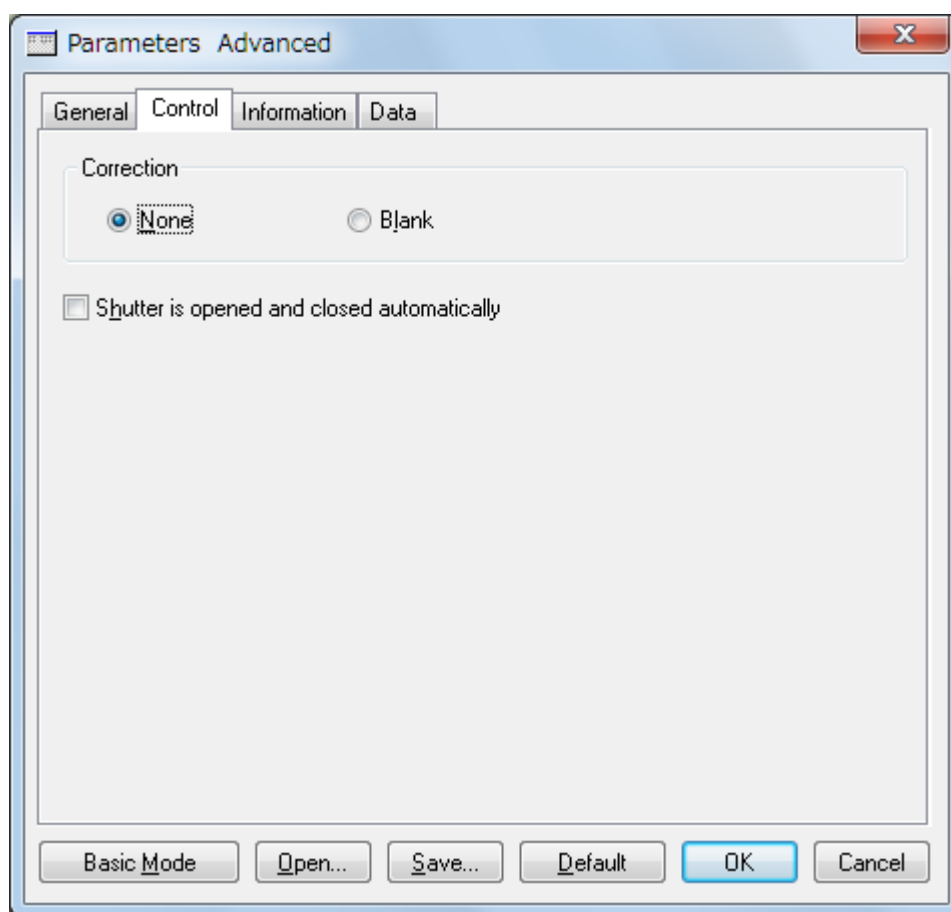 Parameters Advanced
General Control Information Data
Correction
None Blank
Shutter is opened and closed automatically
Basic Mode Open... Save... Default OK Cancel